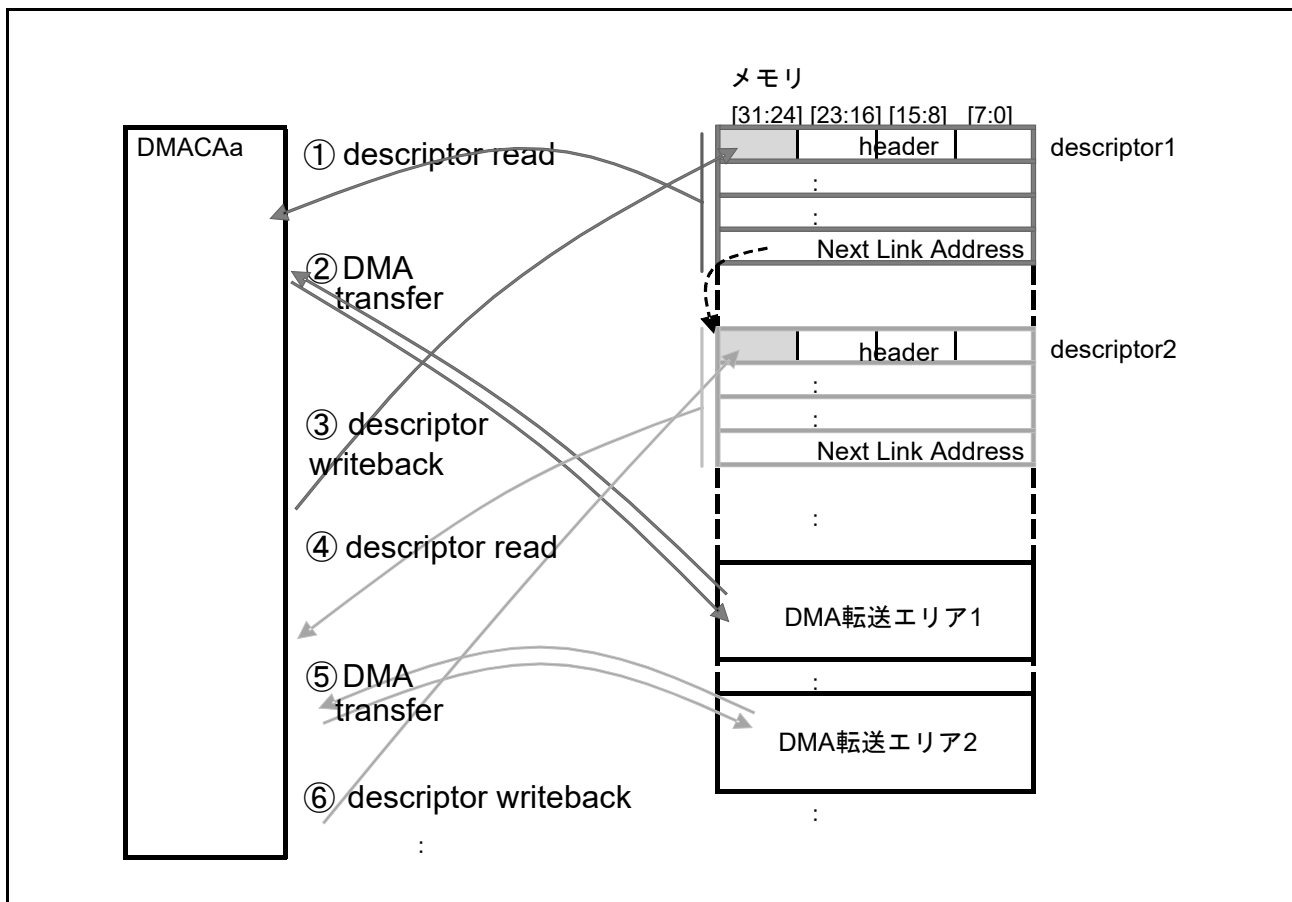 メモリ
[31:24] [23:16] [15:8] [7:0]
DMACAa
① descriptor read
header
descriptor1
:
:
Next Link Address
② DMA
transfer
header
descriptor2
:
:
Next Link Address
③ descriptor
writeback
:
④ descriptor read
DMA転送エリア1
⑤ DMA
transfer
:
DMA転送エリア2
⑥ descriptor writeback
:
: